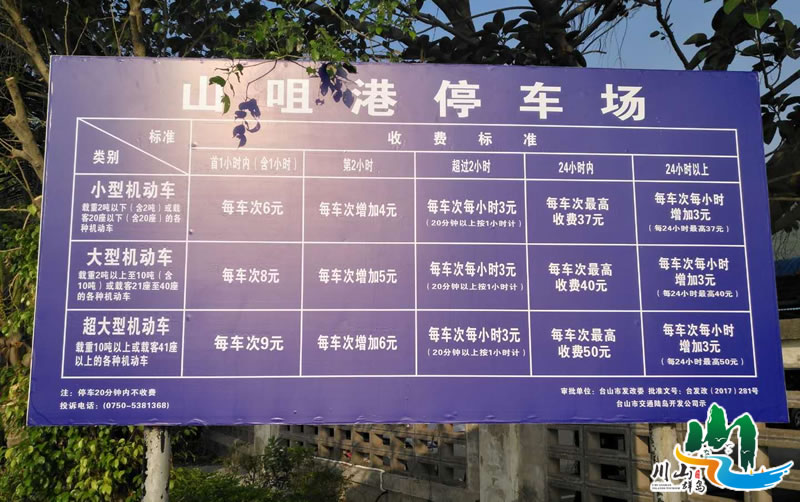 山咀港停车场
标准
类别
收费标准
首1小时内(含1小时)
第2小时
超过2小时
24小时内
24小时以上
小型机动车
载重2吨以下(含2吨)或载
客20座以下(含20座)的各
种机动车
每车次6元
每车次增加4元
每车次每小时3元
(20分钟以上按1小时计)
每车次最高
收费37元
每车次每小时
增加3元
(每24小时最高37元)
大型机动车
载重2吨以上至10吨(含
10吨)或载客21座至40座
的各种机动车
每车次8元
每车次增加5元
每车次每小时3元
(20分钟以上按1小时计)
每车次最高
收费40元
每车次每小时
增加3元
(每24小时最高40元)
超大型机动车
载重10吨以上或载客41座
以上的各种机动车
每车次9元
每车次增加6元
每车次每小时3元
(20分钟以上按1小时计)
每车次最高
收费50元
每车次每小时
增加3元
(每24小时最高50元)
注:停车20分钟内不收费
投诉电话:(0750-5381368)
审批单位:台山市发改委 批准文号:台发改(2017)281号
台山市交通陆岛开发公司示
川山群岛